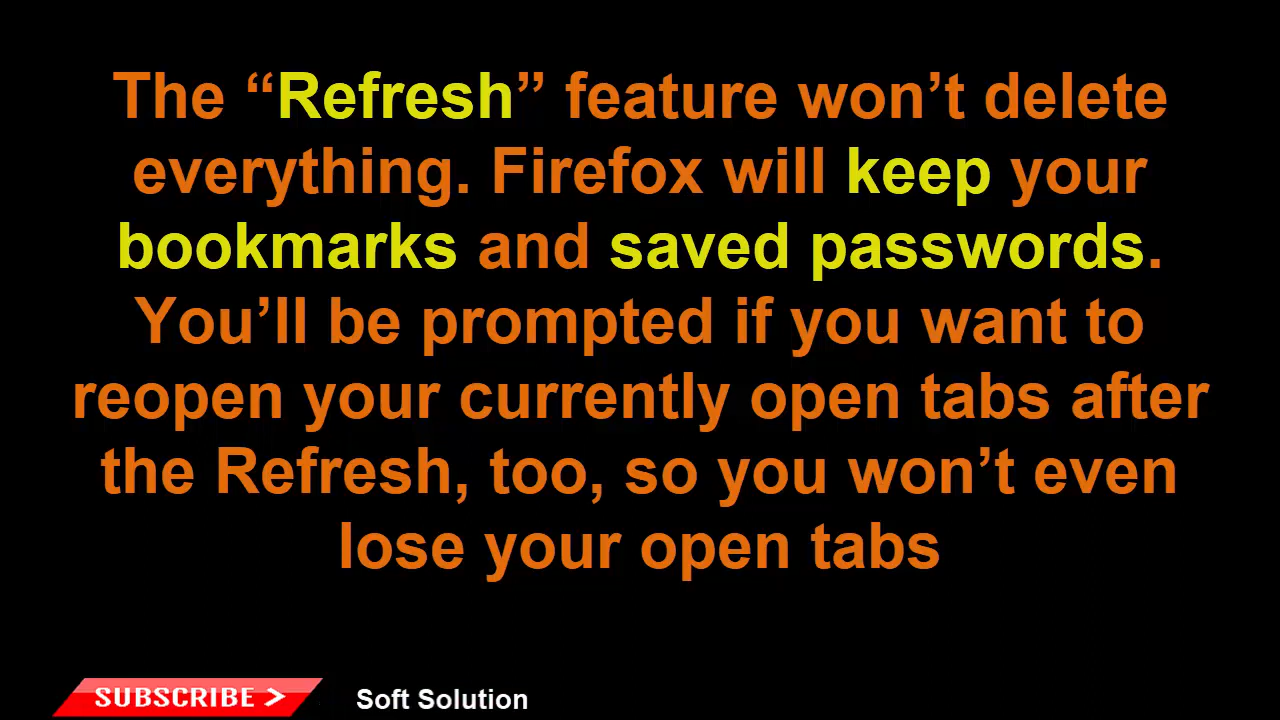 The “Refresh” feature won’t delete
everything. Firefox will keep your
bookmarks and saved passwords.
You’ll be prompted if you want to
reopen your currently open tabs after
the Refresh, too, so you won’t even
lose your open tabs
SUBSCRIBE >
Soft Solution